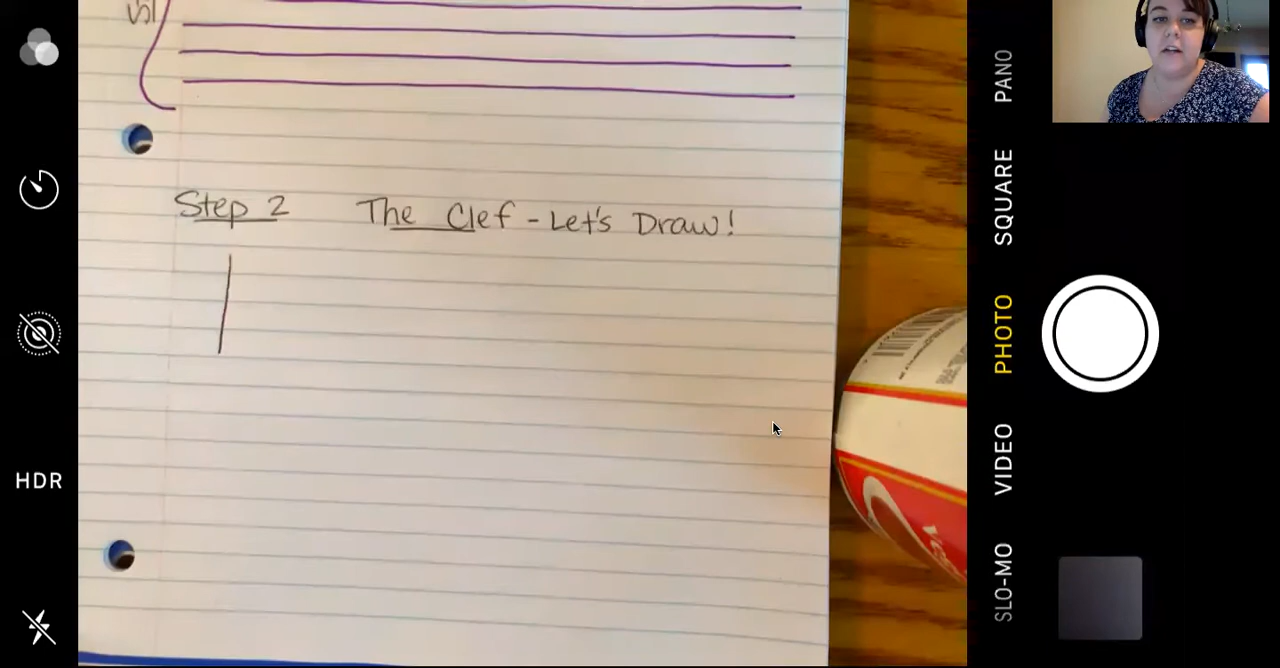 Step 2 The Clef - Let's Draw!
PANO
SQUARE
PHOTO
VIDEO
SLO-MO
HDR